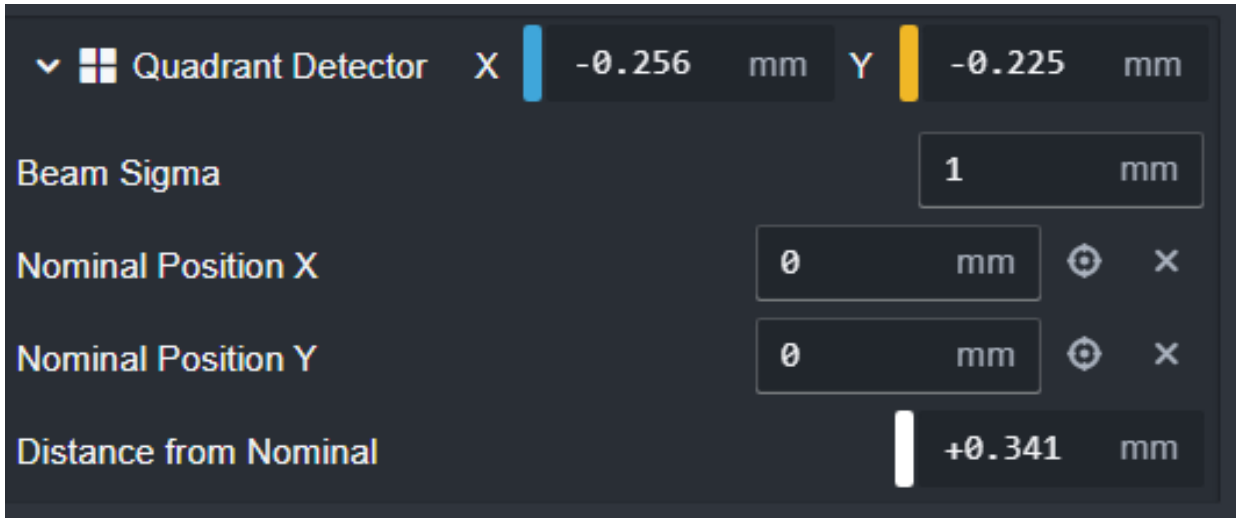 Quadrant Detector X -0.256 mm Y -0.225 mm
Beam Sigma 1 mm
Nominal Position X 0 mm
Nominal Position Y 0 mm
Distance from Nominal +0.341 mm